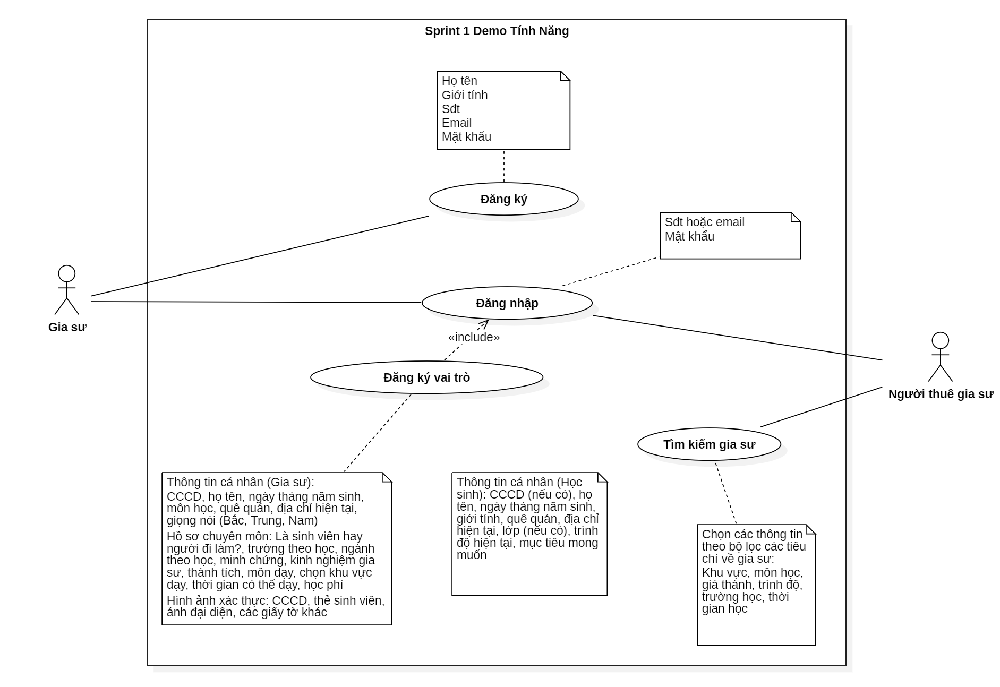 Sprint 1 Demo Tính Năng
Họ tên
Giới tính
Sđt
Email
Mật khẩu
Đăng ký
Sđt hoặc email
Mật khẩu
Đăng nhập
Gia sư
«include»
Đăng ký vai trò
Người thuê gia sư
Tìm kiếm gia sư
Thông tin cá nhân (Gia sư):
CCCD, họ tên, ngày tháng năm sinh,
môn học, quê quán, địa chỉ hiện tại,
giọng nói (Bắc, Trung, Nam)
Hồ sơ chuyên môn: Là sinh viên hay
người đi làm?, trường theo học, ngành
theo học, minh chứng, kinh nghiệm gia
sư, thành tích, môn dạy, chọn khu vực
dạy, thời gian có thể dạy, học phí
Hình ảnh xác thực: CCCD, thẻ sinh viên,
ảnh đại diện, các giấy tờ khác
Thông tin cá nhân (Học
sinh): CCCD (nếu có), họ
tên, ngày tháng năm sinh,
giới tính, quê quán, địa chỉ
hiện tại, lớp (nếu có), trình
độ hiện tại, mục tiêu mong
muốn
Chọn các thông tin
theo bộ lọc các tiêu
chí về gia sư:
Khu vực, môn học,
giá thành, trình độ,
trường học, thời
gian học